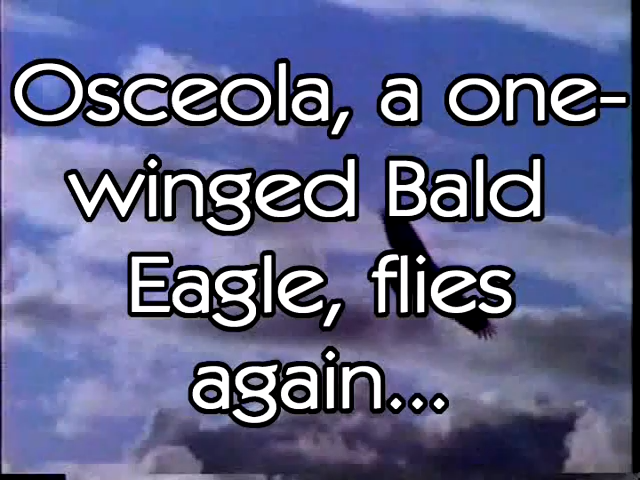 Osceola, a one-
winged Bald
Eagle, flies
again...